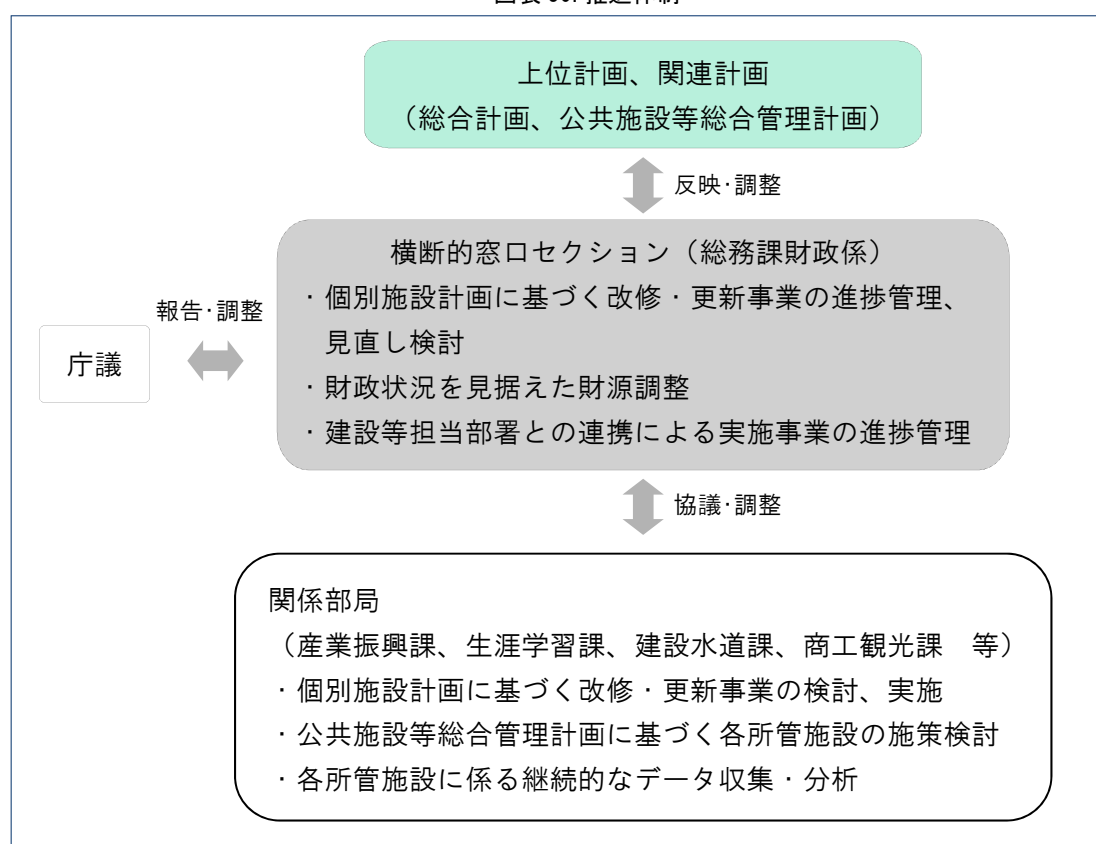 上位計画、関連計画
（総合計画、公共施設等総合管理計画）
反映･調整
横断的窓口セクション（総務課財政係）
・個別施設計画に基づく改修・更新事業の進捗管理、
見直し検討
・財政状況を見据えた財源調整
・建設等担当部署との連携による実施事業の進捗管理
報告･調整
庁議
協議･調整
関係部局
（産業振興課、生涯学習課、建設水道課、商工観光課　等）
・個別施設計画に基づく改修・更新事業の検討、実施
・公共施設等総合管理計画に基づく各所管施設の施策検討
・各所管施設に係る継続的なデータ収集・分析